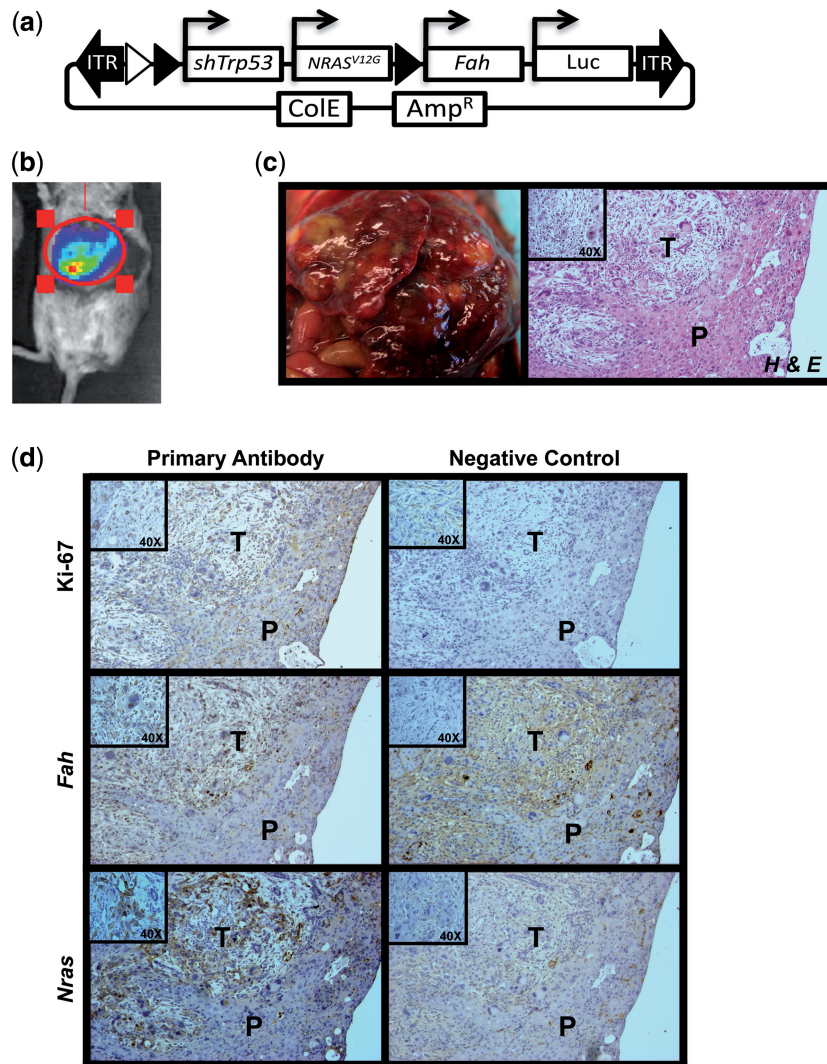 (a)
ITR shTrp53 NRASV12G Fah Luc ITR
ColE AmpR
(b)
(c)
40X
T
P
H & E
(d)
Primary Antibody Negative Control
Ki-67
40X
T
P
40X
T
P
Fah
40X
T
P
40X
T
P
Nras
40X
T
P
40X
T
P